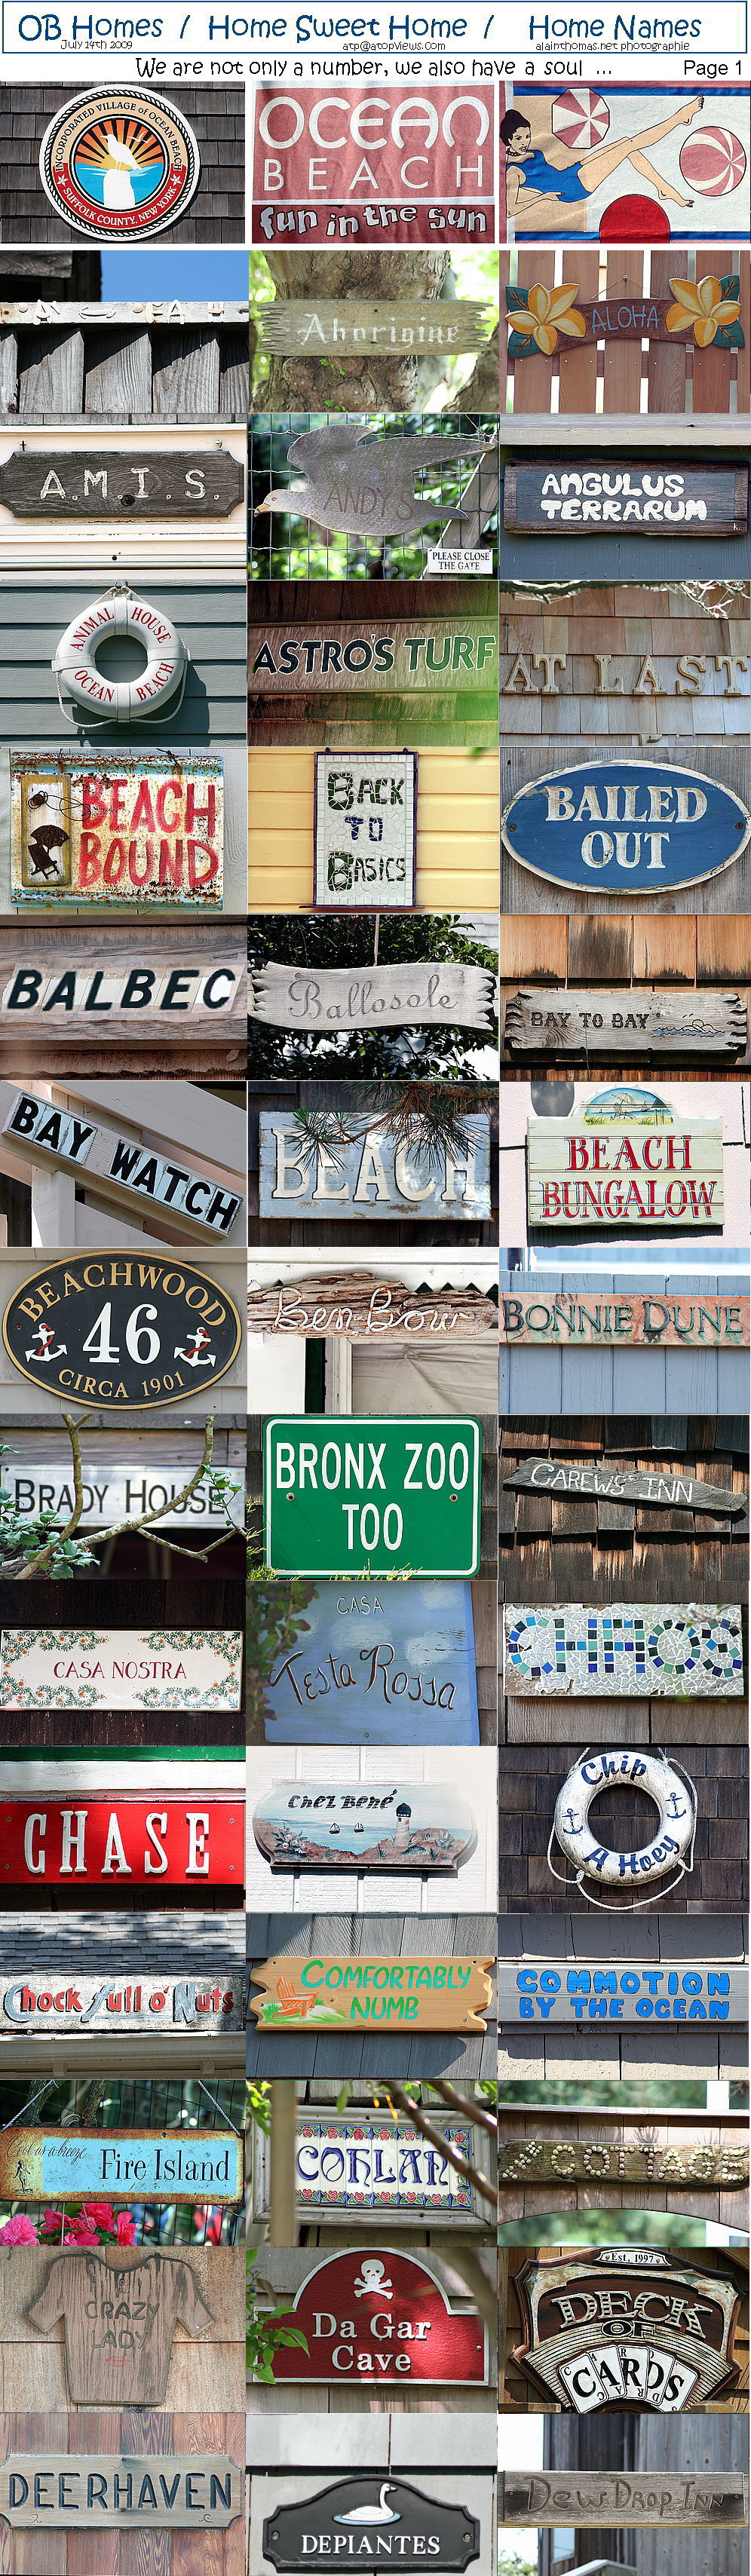 OB Homes / Home Sweet Home / Home Names
July 14th 2009 atp@atopviews.com alainthomas.net photographie
We are not only a number, we also have a soul ... Page 1
INCORPORATED VILLAGE of OCEAN BEACH
★ SUFFOLK COUNTY, NEW YORK ★
OCEAN
BEACH
fun in the sun
Aborigine
ALOHA
A.M.I.S.
ANDY'S
PLEASE CLOSE
THE GATE
ANGULUS
TERRARUM
ANIMAL HOUSE
OCEAN BEACH
ASTRO'S TURF
AT LAST
BEACH
BOUND
BACK
TO
BASICS
BAILED
OUT
BALBEC
Ballosole
BAY TO BAY
BAY WATCH
BEACH
BEACH
BUNGALOW
BEACHWOOD
46
CIRCA 1901
Ben Bow
BONNIE DUNE
BRADY HOUSE
BRONX ZOO
TOO
CAREWS' INN
CASA NOSTRA
CASA
Testa Rossa
CHASE
Chez René
Chip
A Hoey
Chock full o' Nuts
COMFORTABLY
NUMB
COMMOTION
BY THE OCEAN
Cool as a breeze
Fire Island
COHLAN
COTTAGE
CRAZY
LADY
Da Gar
Cave
Est. 1997
DECK
OF
CARDS
DEERHAVEN
DEPIANTES
Dew Drop Inn